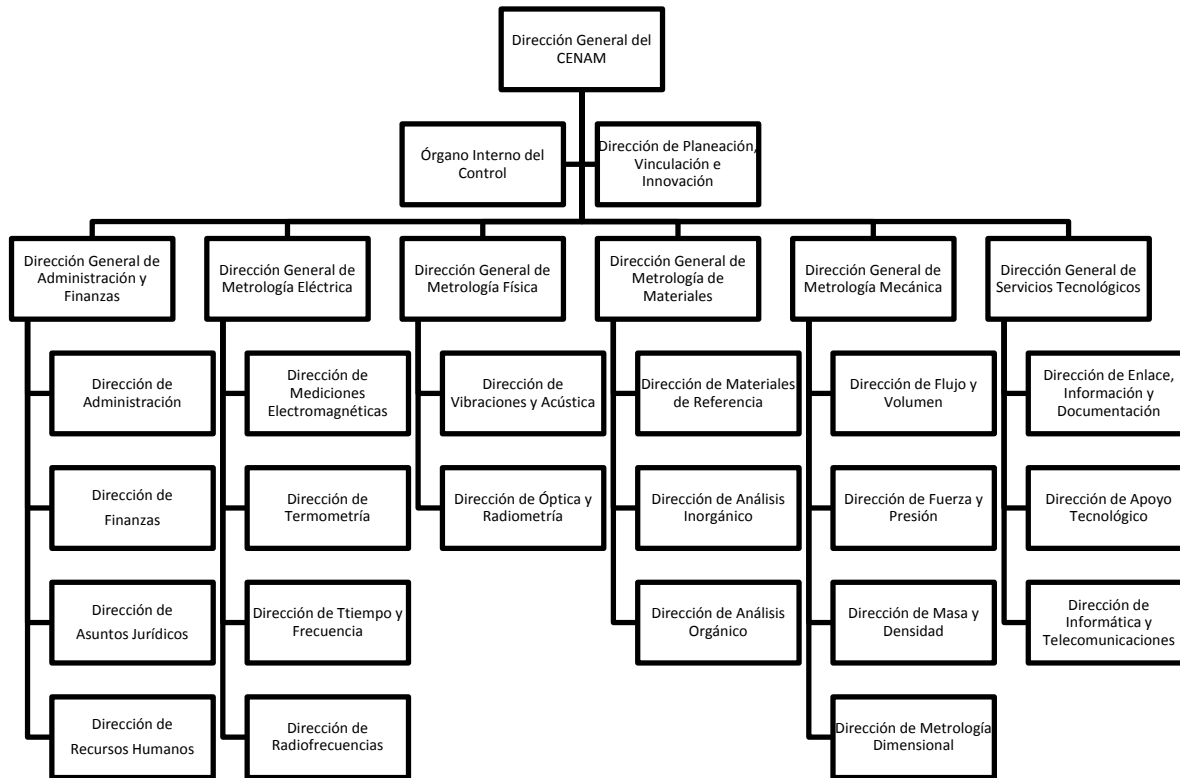 Dirección General del
CENAM
Órgano Interno del
Control
Dirección de Planeación,
Vinculación e
Innovación
Dirección General de
Administración y
Finanzas
Dirección General de
Metrología Eléctrica
Dirección General de
Metrología Física
Dirección General de
Metrología de
Materiales
Dirección General de
Metrología Mecánica
Dirección General de
Servicios Tecnológicos
Dirección de
Administración
Dirección de
Mediciones
Electromagnéticas
Dirección de
Vibraciones y Acústica
Dirección de Materiales
de Referencia
Dirección de Flujo y
Volumen
Dirección de Enlace,
Información y
Documentación
Dirección de
Finanzas
Dirección de
Termometría
Dirección de Óptica y
Radiometría
Dirección de Análisis
Inorgánico
Dirección de Fuerza y
Presión
Dirección de Apoyo
Tecnológico
Dirección de
Asuntos Jurídicos
Dirección de Ttiempo y
Frecuencia
Dirección de Análisis
Orgánico
Dirección de Masa y
Densidad
Dirección de
Informática y
Telecomunicaciones
Dirección de
Recursos Humanos
Dirección de
Radiofrecuencias
Dirección de Metrología
Dimensional